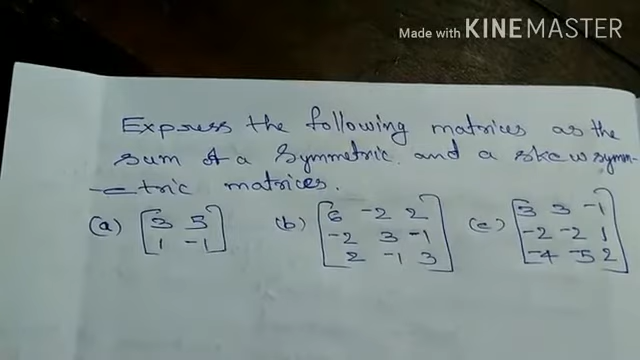 Made with KINEMASTER
Express the following matrices as the
sum of a symmetric and a skew symm-
-etric matrices.
(a) [3 5 (b) [6 -2 2 (c) [3 3 -1
1 -1] -2 3 -1 -2 -2 1
2 -1 3] -4 -5 2]